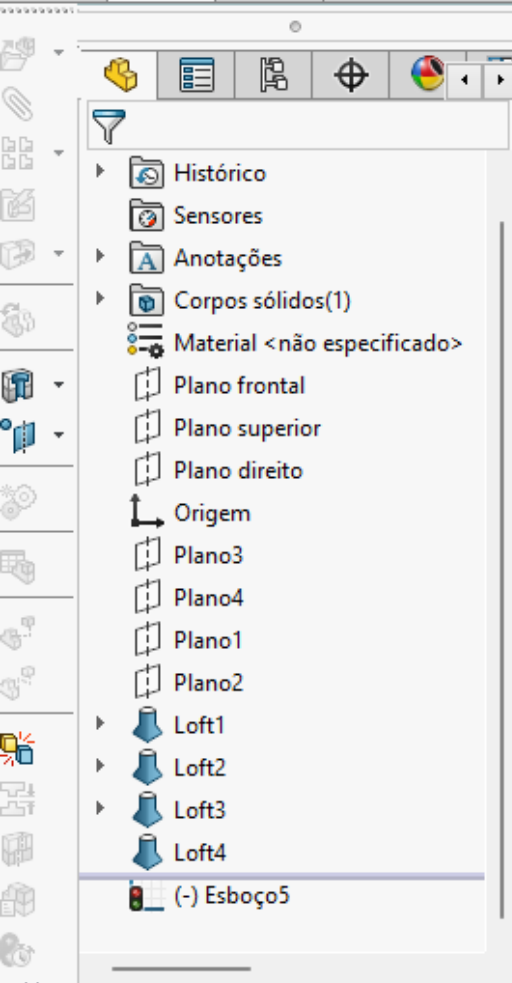 Histórico
Sensores
Anotações
Corpos sólidos(1)
Material <não especificado>
Plano frontal
Plano superior
Plano direito
Origem
Plano3
Plano4
Plano1
Plano2
Loft1
Loft2
Loft3
Loft4
(-) Esboço5